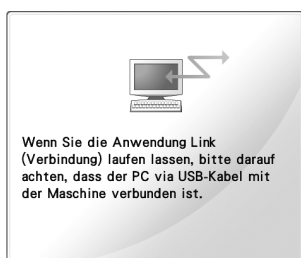 Wenn Sie die Anwendung Link
(Verbindung) laufen lassen, bitte darauf
achten, dass der PC via USB-Kabel mit
der Maschine verbunden ist.